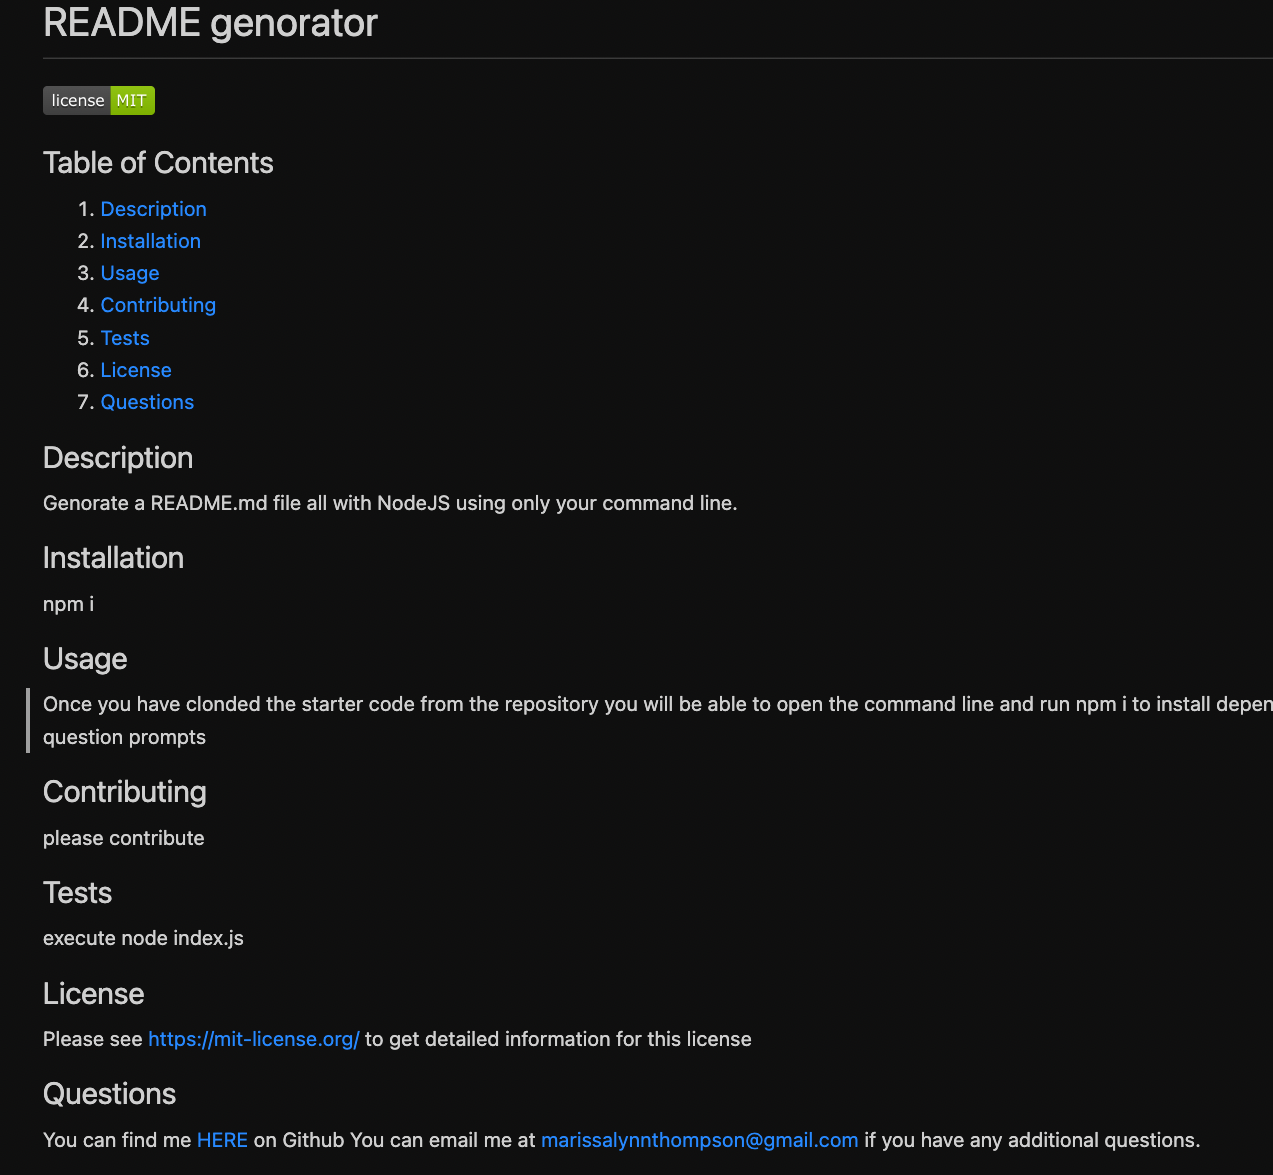 README genorator
license MIT
Table of Contents
1. Description
2. Installation
3. Usage
4. Contributing
5. Tests
6. License
7. Questions
Description
Genorate a README.md file all with NodeJS using only your command line.
Installation
npm i
Usage
Once you have clonded the starter code from the repository you will be able to open the command line and run npm i to install depen
question prompts
Contributing
please contribute
Tests
execute node index.js
License
Please see https://mit-license.org/ to get detailed information for this license
Questions
You can find me HERE on Github You can email me at marissalynnthompson@gmail.com if you have any additional questions.